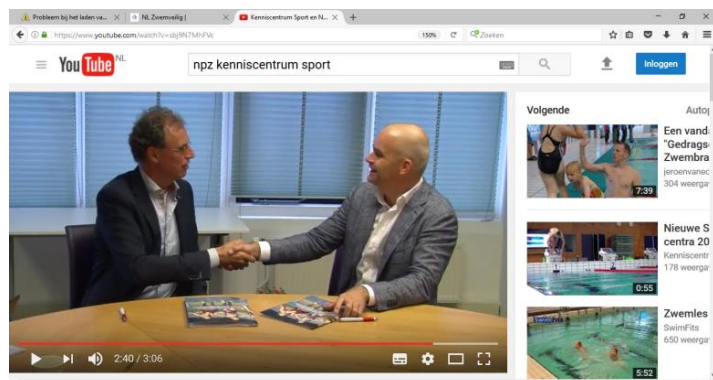 Probleem bij het laden va...
NL Zwemveilig |
Kenniscentrum Sport en N...
https://www.youtube.com/watch?v=sbj9N7MhFVc
150%
Zoeken
YouTube NL
npz kenniscentrum sport
Inloggen
Volgende
Autop
Een vanda
"Gedragsc
Zwembra
jeroenvanec
304 weergav
7:39
Nieuwe S
centra 20
Kenniscentr
178 weergav
0:55
Zwemles
SwimFits
650 weergav
5:52
2:40 / 3:06